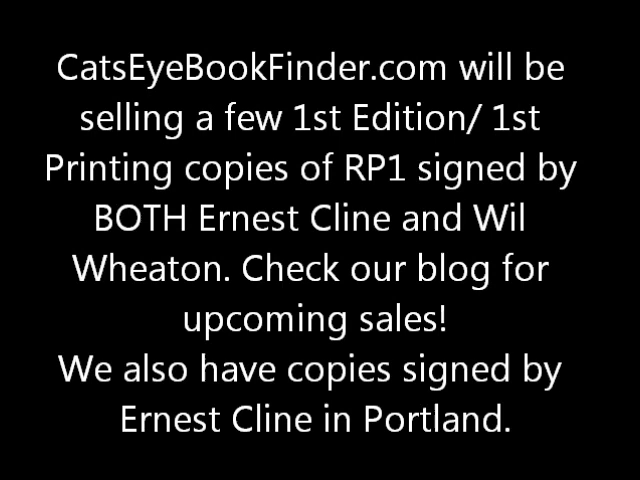 CatsEyeBookFinder.com will be
selling a few 1st Edition/ 1st
Printing copies of RP1 signed by
BOTH Ernest Cline and Wil
Wheaton. Check our blog for
upcoming sales!
We also have copies signed by
Ernest Cline in Portland.